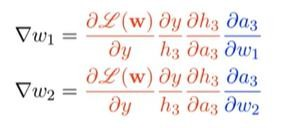 ∇w₁ = ∂ℒ(w)/∂y ∂y/h₃ ∂h₃/∂a₃ ∂a₃/∂w₁
∇w₂ = ∂ℒ(w)/∂y ∂y/h₃ ∂h₃/∂a₃ ∂a₃/∂w₂